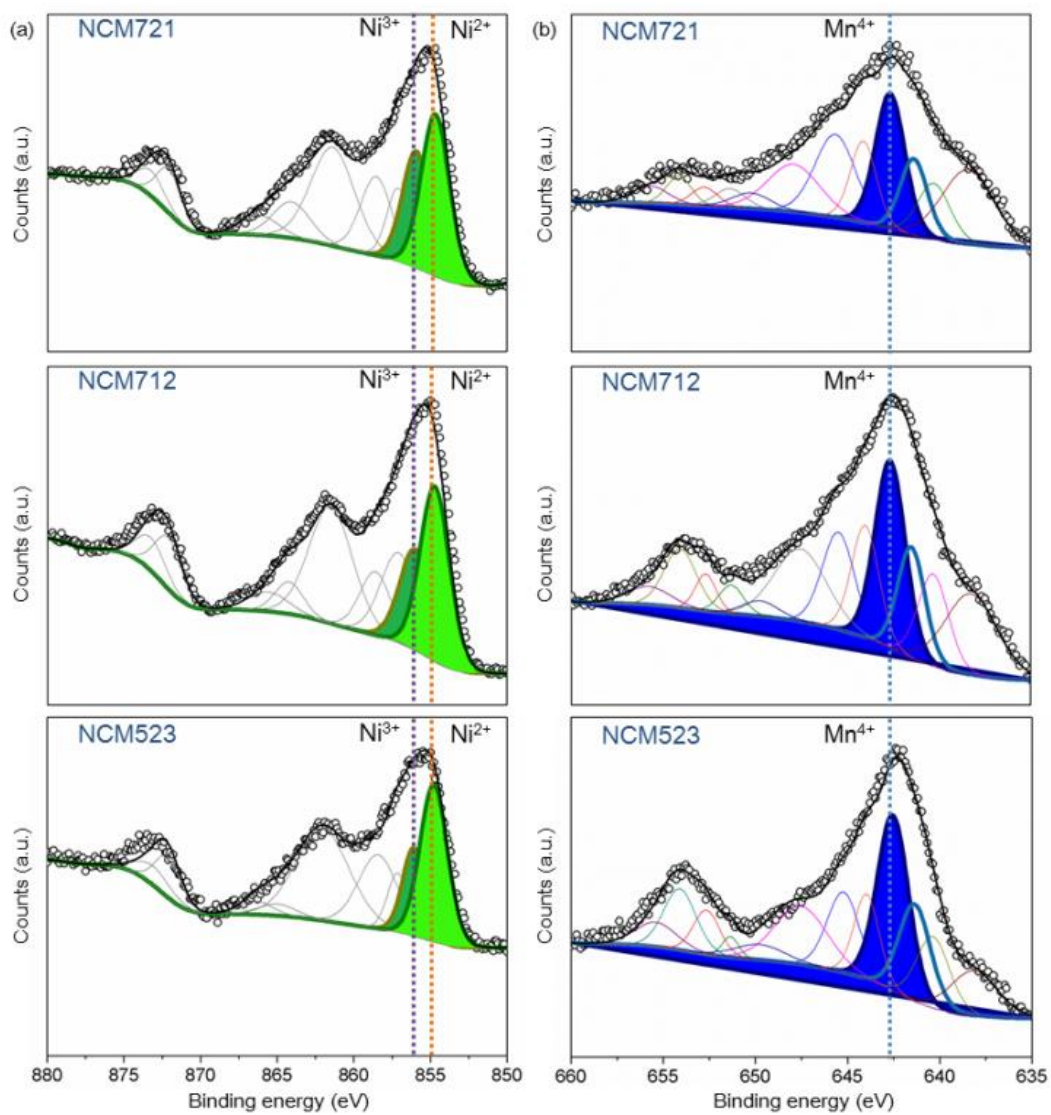 (a) NCM721 Ni³⁺ Ni²⁺
Counts (a.u.)
NCM712 Ni³⁺ Ni²⁺
Counts (a.u.)
NCM523 Ni³⁺ Ni²⁺
Counts (a.u.)
880 875 870 865 860 855 850
Binding energy (eV)
(b) NCM721 Mn⁴⁺
Counts (a.u.)
NCM712 Mn⁴⁺
Counts (a.u.)
NCM523 Mn⁴⁺
Counts (a.u.)
660 655 650 645 640 635
Binding energy (eV)